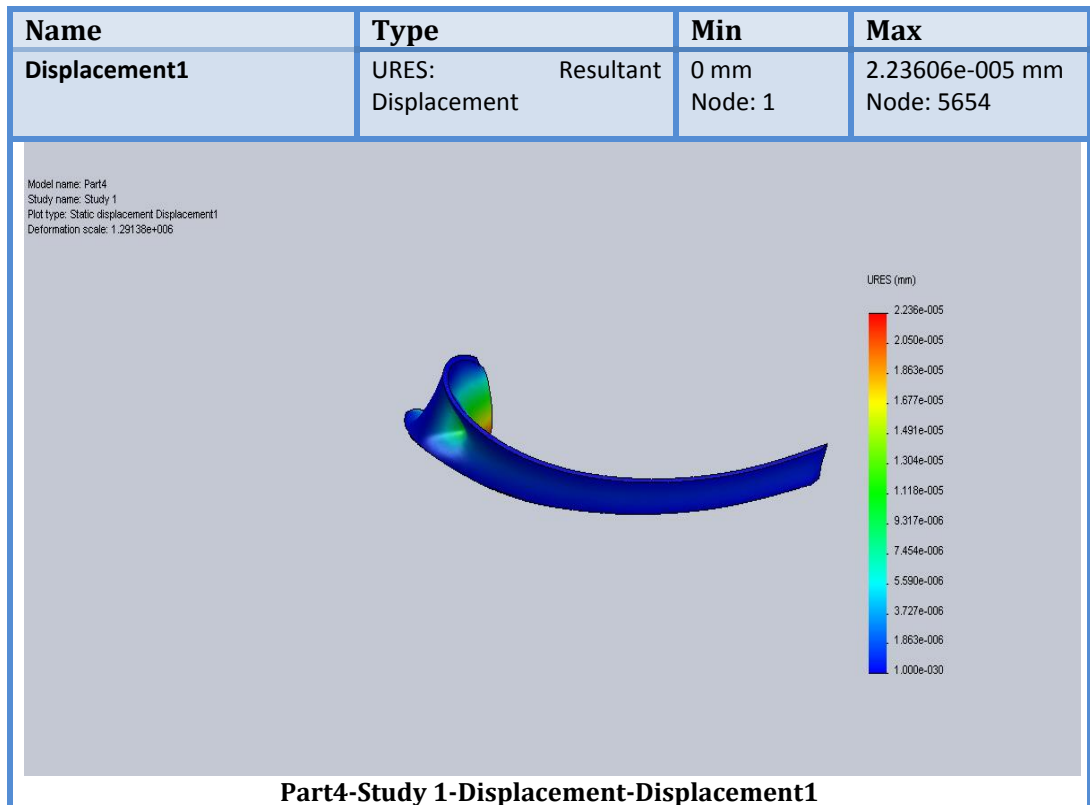 Name Type Min Max
Displacement1 URES: Resultant 0 mm 2.23606e-005 mm
Displacement Node: 1 Node: 5654
Model name: Part4
Study name: Study 1
Plot type: Static displacement Displacement1
Deformation scale: 1.29138e+006
URES (mm)
2.236e-005
2.050e-005
1.863e-005
1.677e-005
1.491e-005
1.304e-005
1.118e-005
9.317e-006
7.454e-006
5.590e-006
3.727e-006
1.863e-006
1.000e-030
Part4-Study 1-Displacement-Displacement1